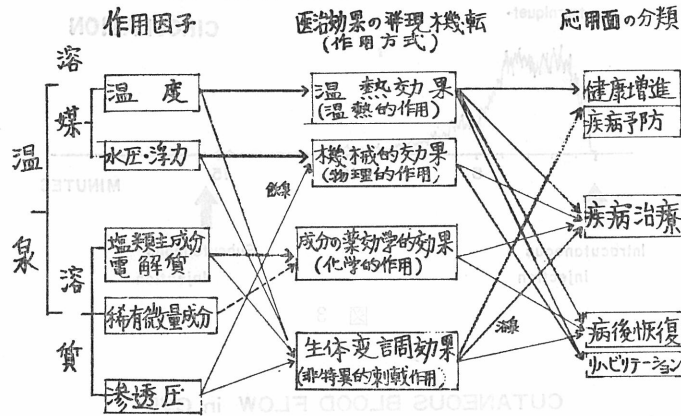 作用因子
医治効果の発現機転
(作用方式)
応用面の分類
温泉
溶媒
溶質
温度
水圧・浮力
塩類主成分
電解質
稀有微量成分
滲透圧
温熱効果
(温熱的作用)
機械的効果
(物理的作用)
飲泉
成分の薬効学的効果
(化学的作用)
生体変調効果
(非特異的刺戟作用)
健康増進
疾病予防
疾病治療
病後恢復
リハビリテーション
MINUTES
CUTANEOUS BLOOD FLOW